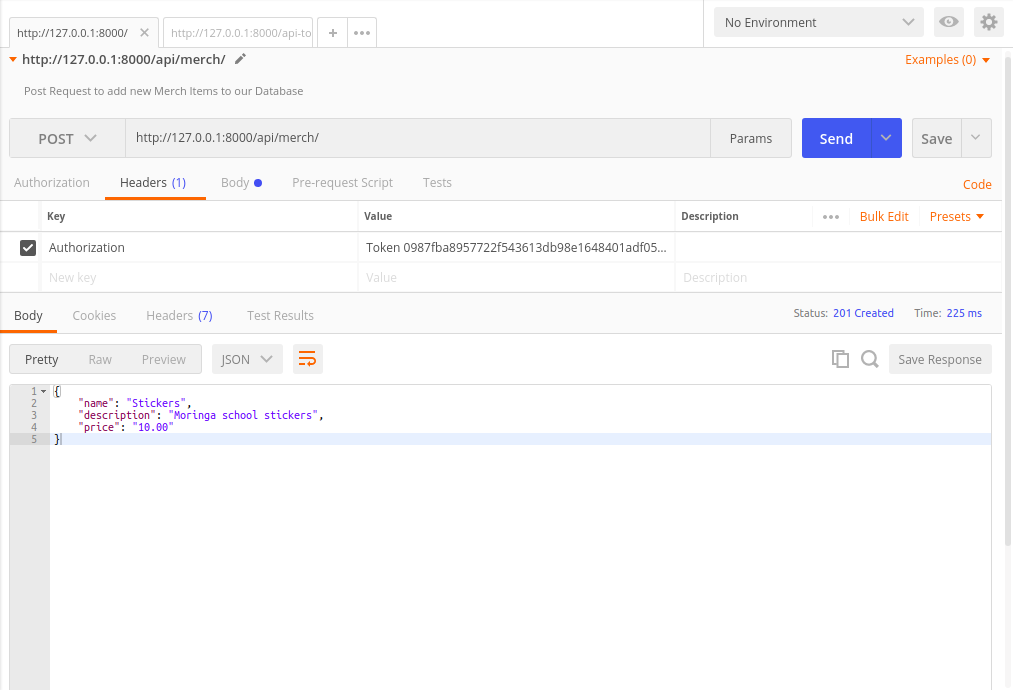 http://127.0.0.1:8000/
http://127.0.0.1:8000/api-to
No Environment
http://127.0.0.1:8000/api/merch/
Examples (0)
Post Request to add new Merch Items to our Database
POST http://127.0.0.1:8000/api/merch/ Params Send Save
Authorization Headers (1) Body Pre-request Script Tests Code
Key Value Description Bulk Edit Presets
Authorization Token 0987fba8957722f543613db98e1648401adf05...
New key Value Description
Body Cookies Headers (7) Test Results Status: 201 Created Time: 225 ms
Pretty Raw Preview JSON Save Response
1 {
2 "name": "Stickers",
3 "description": "Moringa school stickers",
4 "price": "10.00"
5 }